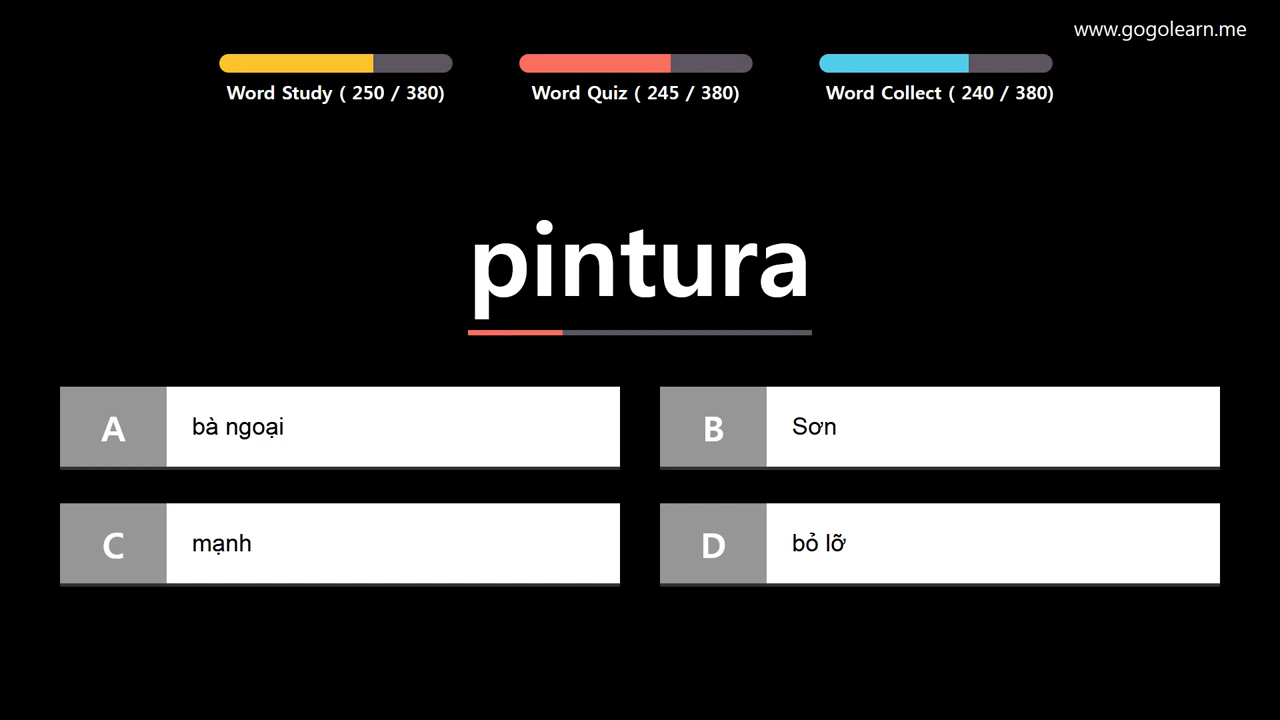 www.gogolearn.me
Word Study ( 250 / 380)
Word Quiz ( 245 / 380)
Word Collect ( 240 / 380)
pintura
A
bà ngoại
B
Sơn
C
mạnh
D
bỏ lỡ